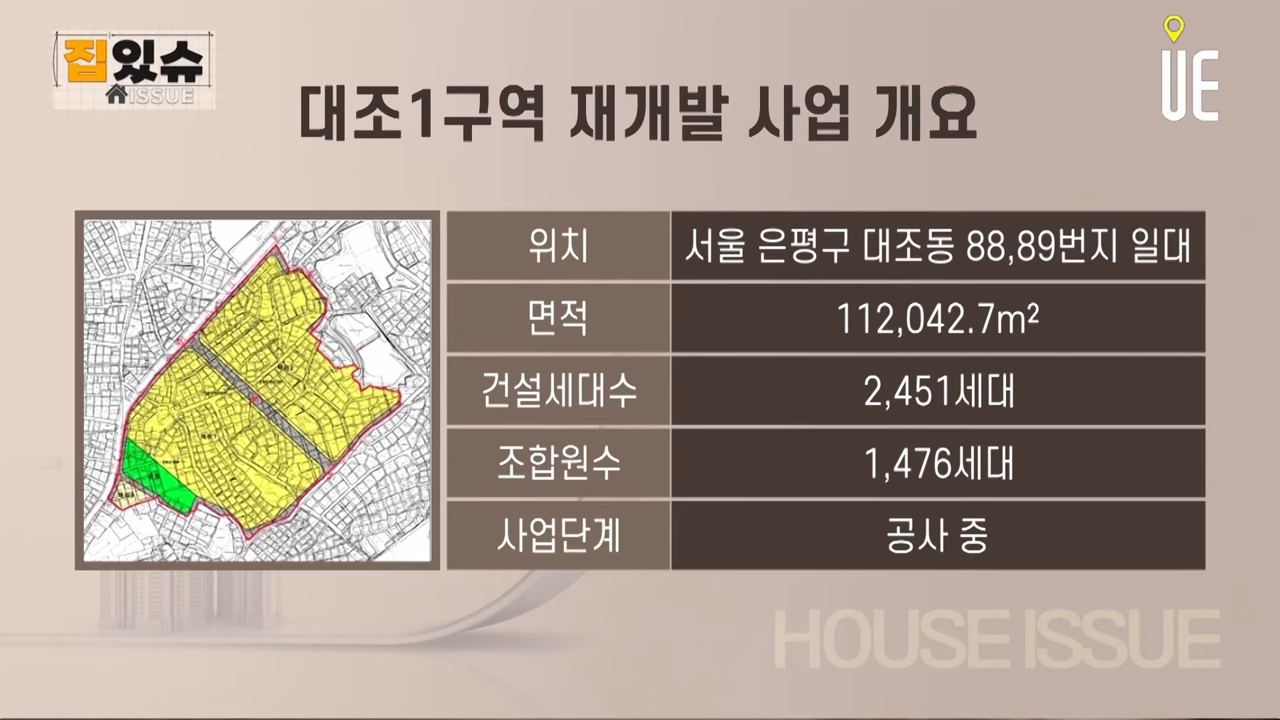 집있슈
ISSUE
UE
대조1구역 재개발 사업 개요
위치 서울 은평구 대조동 88,89번지 일대
면적 112,042.7m²
건설세대수 2,451세대
조합원수 1,476세대
사업단계 공사 중
HOUSE ISSUE